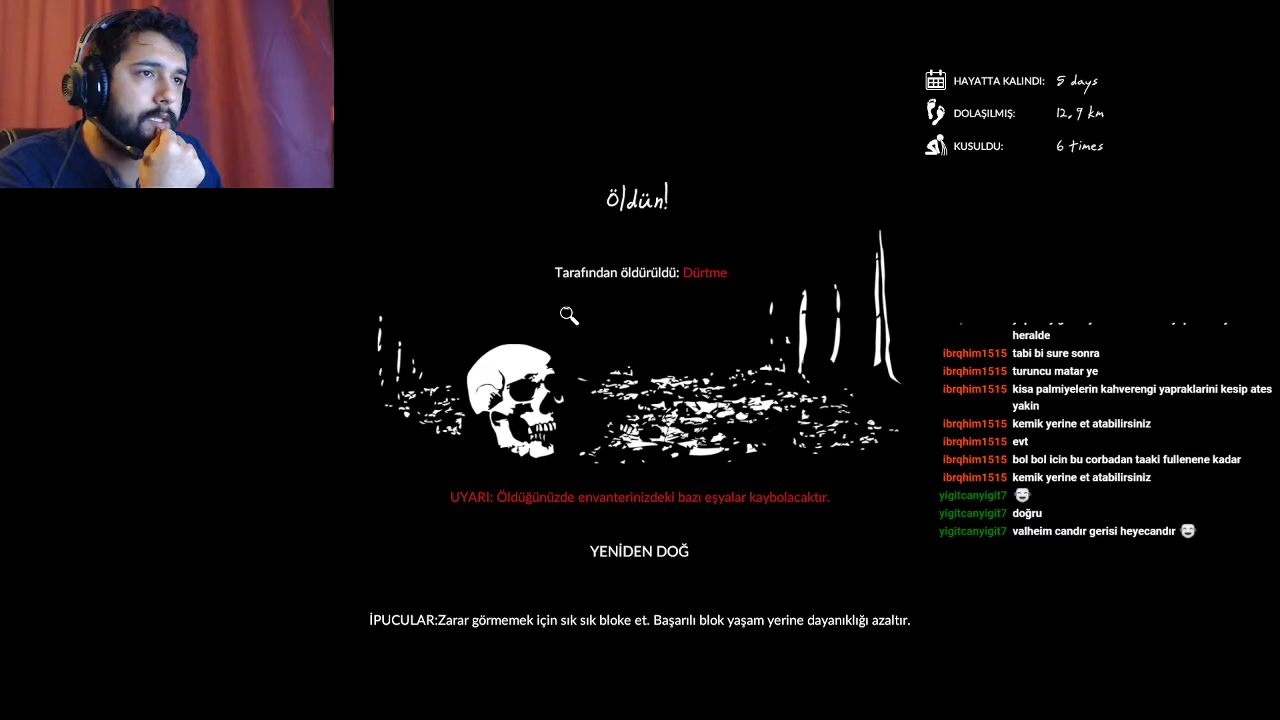 HAYATTA KALINDI: 5 days
DOLAŞILMIŞ: 12,9 km
KUSULDU: 6 times
Öldün!
Tarafından öldürüldü: Dürtme
heralde
ibrqhim1515 tabi bi sure sonra
ibrqhim1515 turuncu matar ye
ibrqhim1515 kisa palmiyelerin kahverengi yapraklarini kesip ates
yakin
ibrqhim1515 kemik yerine et atabilirsiniz
ibrqhim1515 evt
ibrqhim1515 bol bol icin bu corbadan taaki fullenene kadar
ibrqhim1515 kemik yerine et atabilirsiniz
yigitcanyigit7
yigitcanyigit7 doğru
yigitcanyigit7 valheim candır gerisi heyecandır
UYARI: Öldüğünüzde envanterinizdeki bazı eşyalar kaybolacaktır.
YENİDEN DOĞ
İPUCULAR:Zarar görmemek için sık sık bloke et. Başarılı blok yaşam yerine dayanıklığı azaltır.